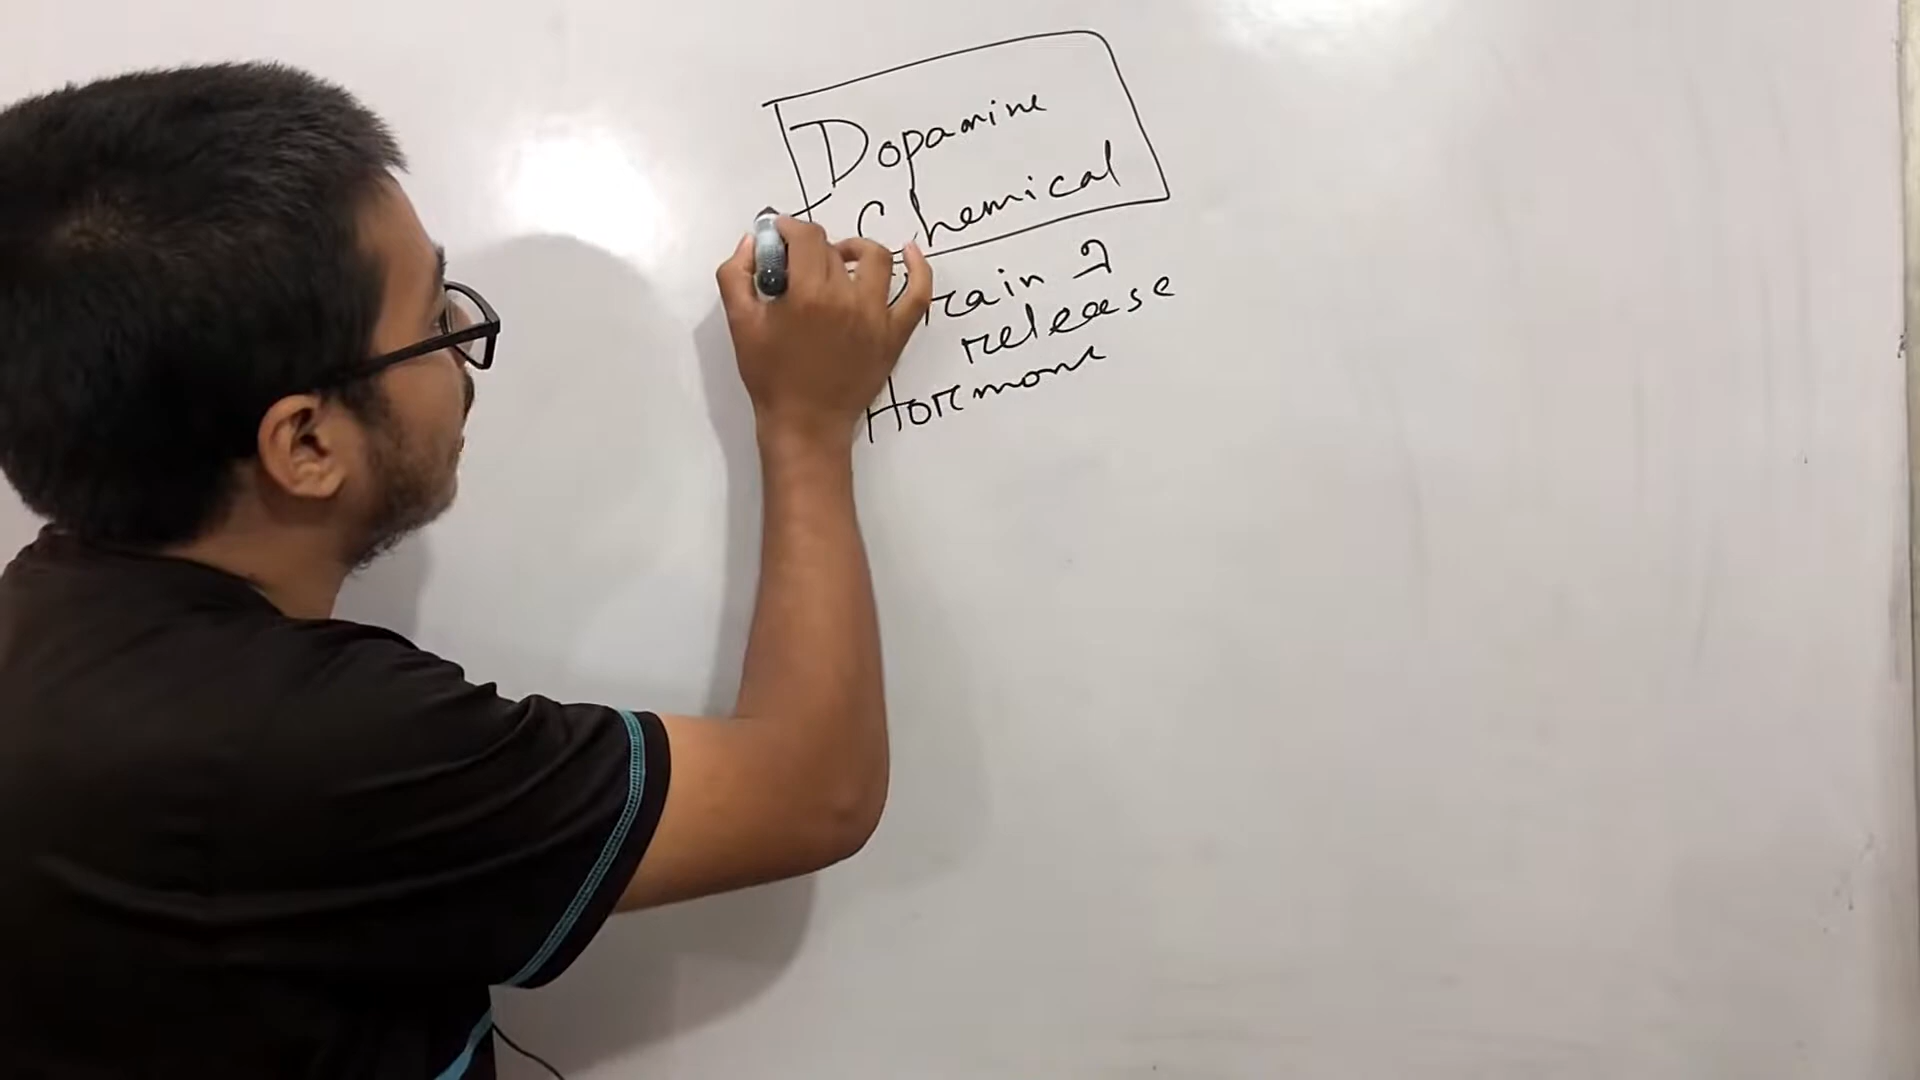 Dopamine
Chemical
Brain এ
release
Hormone